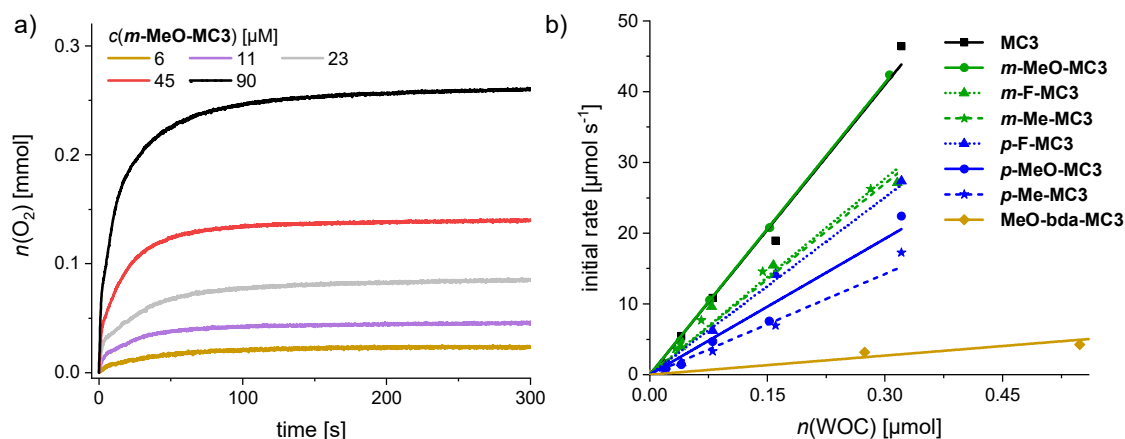 a)
c(m-MeO-MC3) [µM]
6 11 23
45 90
n(O₂) [mmol]
0.3
0.2
0.1
0.0
0 50 100 150 200 250 300
time [s]
b)
initial rate [µmol s⁻¹]
50
40
30
20
10
0
0.00 0.15 0.30 0.45
n(WOC) [µmol]
MC3
m-MeO-MC3
m-F-MC3
m-Me-MC3
p-F-MC3
p-MeO-MC3
p-Me-MC3
MeO-bda-MC3